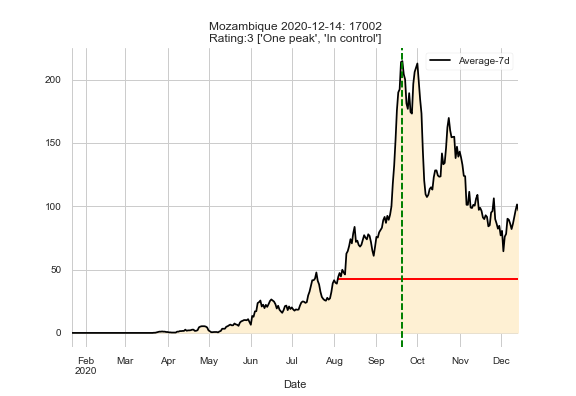 Mozambique 2020-12-14: 17002
Rating:3 ['One peak', 'In control']
Average-7d
200
150
100
50
0
Feb Mar Apr May Jun Jul Aug Sep Oct Nov Dec
2020
Date